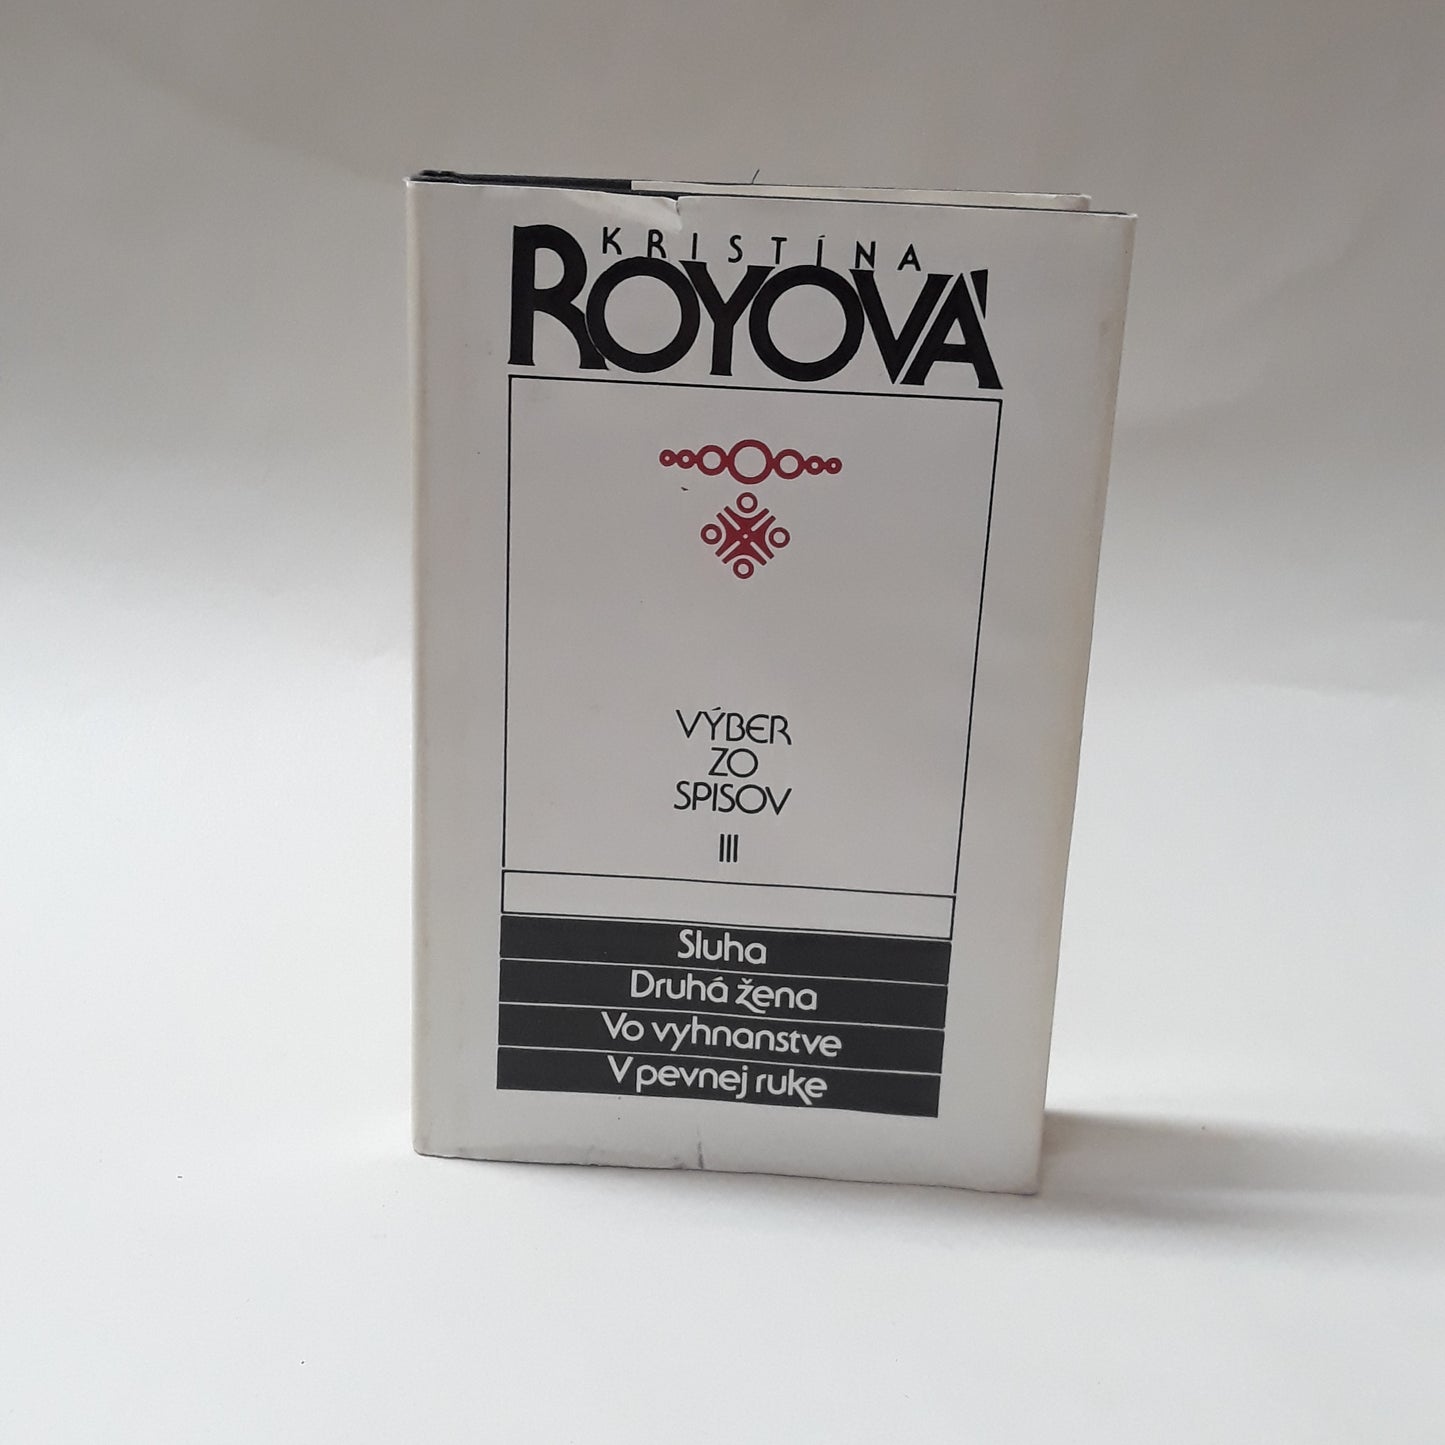 KRISTÍNA
ROYOVÁ
VÝBER
ZO
SPISOV
III
Sluha
Druhá žena
Vo vyhnanstve
V pevnej ruke